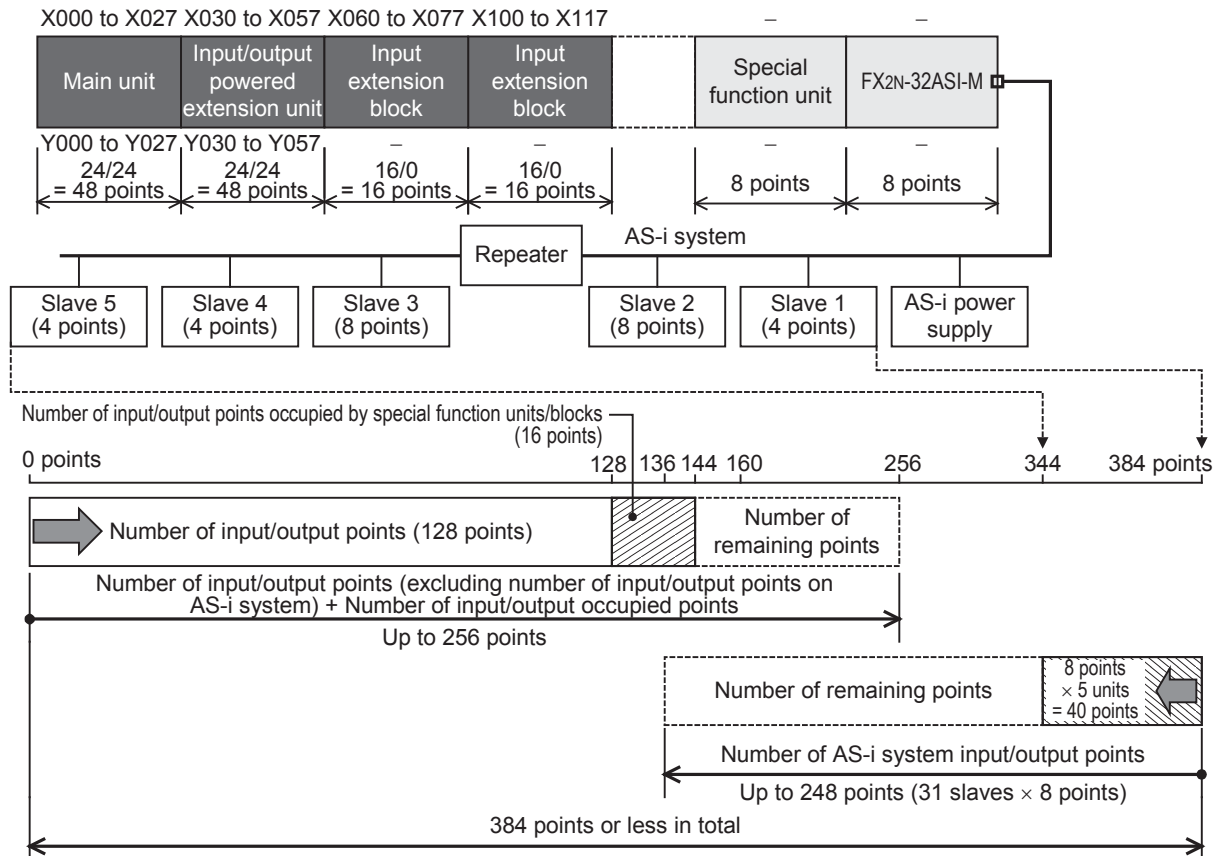 X000 to X027 X030 to X057 X060 to X077 X100 to X117 – –
Main unit
Input/output
powered
extension unit
Input
extension
block
Input
extension
block
Special
function unit
FX2N-32ASI-M
Y000 to Y027 Y030 to Y057 – – – –
24/24
= 48 points
24/24
= 48 points
16/0
= 16 points
16/0
= 16 points
8 points
8 points
AS-i system
Repeater
Slave 5
(4 points)
Slave 4
(4 points)
Slave 3
(8 points)
Slave 2
(8 points)
Slave 1
(4 points)
AS-i power
supply
Number of input/output points occupied by special function units/blocks
(16 points)
0 points 128 136 144 160 256 344 384 points
Number of input/output points (128 points)
Number of
remaining points
Number of input/output points (excluding number of input/output points on
AS-i system) + Number of input/output occupied points
Up to 256 points
Number of remaining points
8 points
× 5 units
= 40 points
Number of AS-i system input/output points
Up to 248 points (31 slaves × 8 points)
384 points or less in total